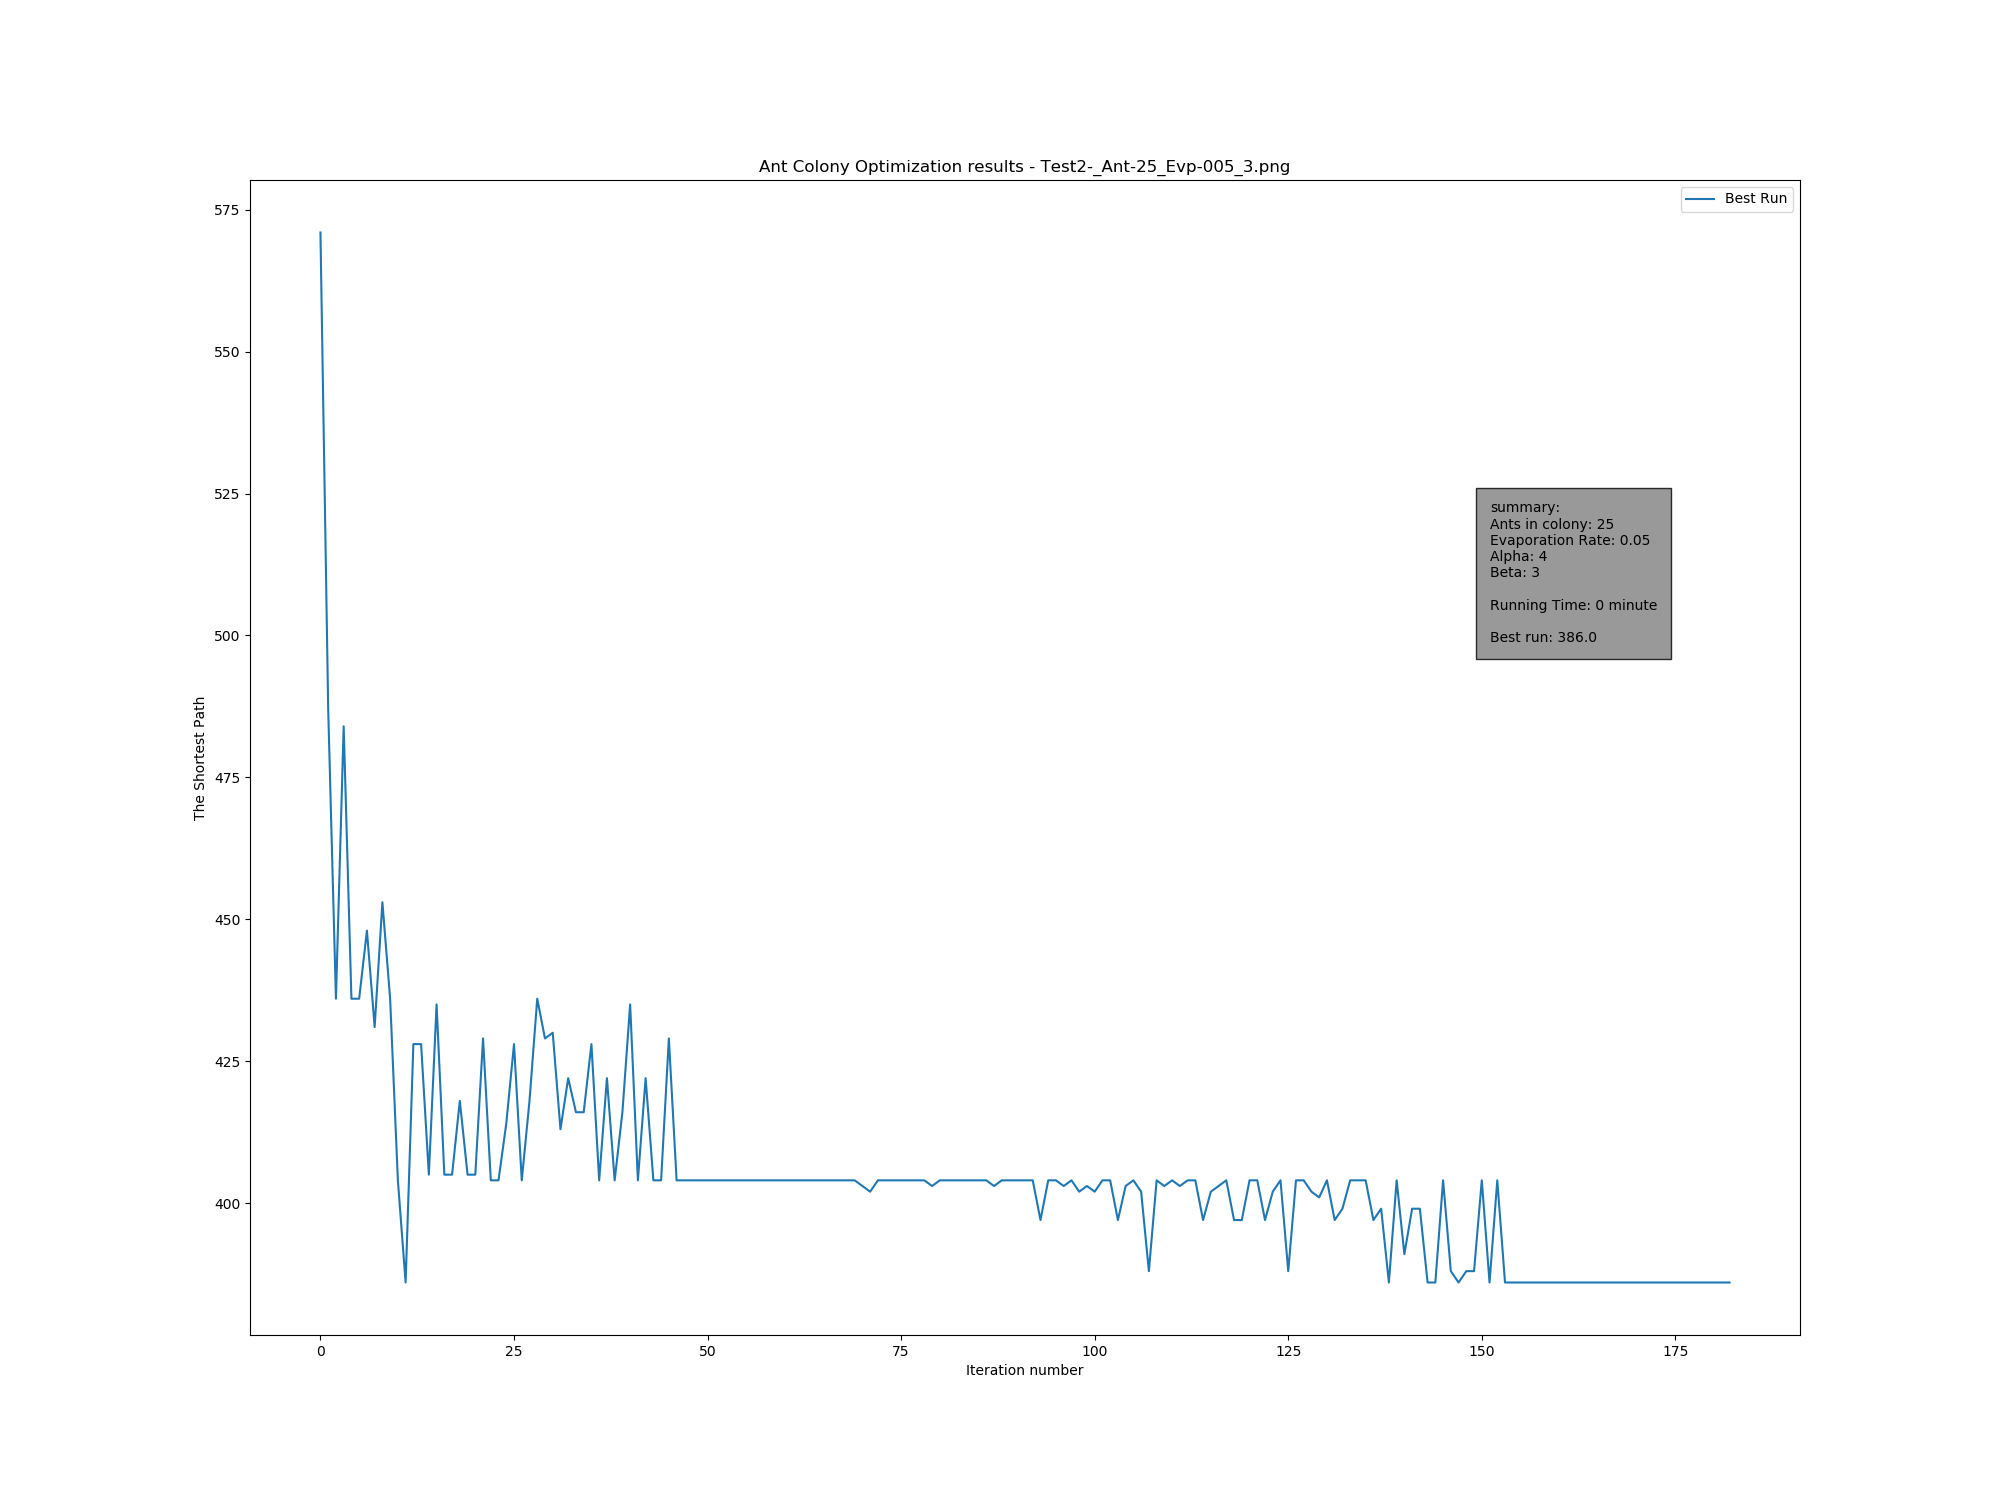 Ant Colony Optimization results - Test2-_Ant-25_Evp-005_3.png
Best Run
575
550
525
500
475
450
425
400
The Shortest Path
summary:
Ants in colony: 25
Evaporation Rate: 0.05
Alpha: 4
Beta: 3
Running Time: 0 minute
Best run: 386.0
0 25 50 75 100 125 150 175
Iteration number